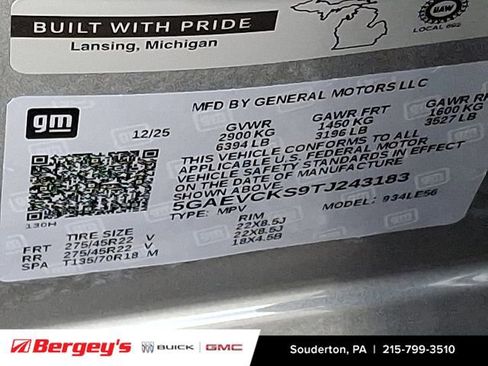 BUILT WITH PRIDE
Lansing, Michigan
UAW
LOCAL 652
gm
12/25
MFD BY GENERAL MOTORS LLC
GVWR GAWR FRT GAWR RR
2900 KG 1450 KG 1600 KG
6394 LB 3196 LB 3527 LB
THIS VEHICLE CONFORMS TO ALL
APPLICABLE U.S. FEDERAL MOTOR
VEHICLE SAFETY STANDARDS IN EFFECT
ON THE DATE OF MANUFACTURE
SHOWN ABOVE
5GAEVCKS9TJ243183
TYPE: MPV MODEL: 934LE56
130H
TIRE SIZE RIM
FRT 275/45R22 V 22X8.5J
RR 275/45R22 V 22X8.5J
SPA T135/70R18 M 18X4.5B
Bergey's BUICK GMC Souderton, PA | 215-799-3510